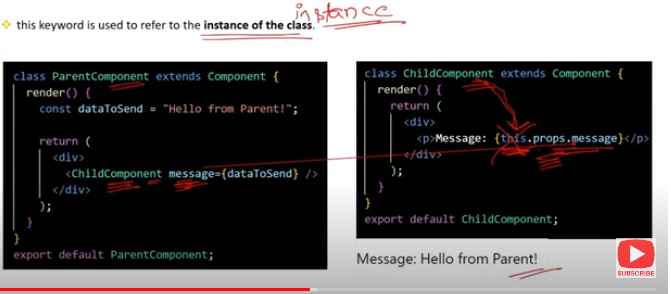 instance
❖ this keyword is used to refer to the instance of the class.
class ParentComponent extends Component {
render() {
const dataToSend = "Hello from Parent!";
return (
<div>
<ChildComponent message={dataToSend} />
</div>
);
}
}
export default ParentComponent;
class ChildComponent extends Component {
render() {
return (
<div>
<p>Message: {this.props.message}</p>
</div>
);
}
}
export default ChildComponent;
Message: Hello from Parent!
SUBSCRIBE